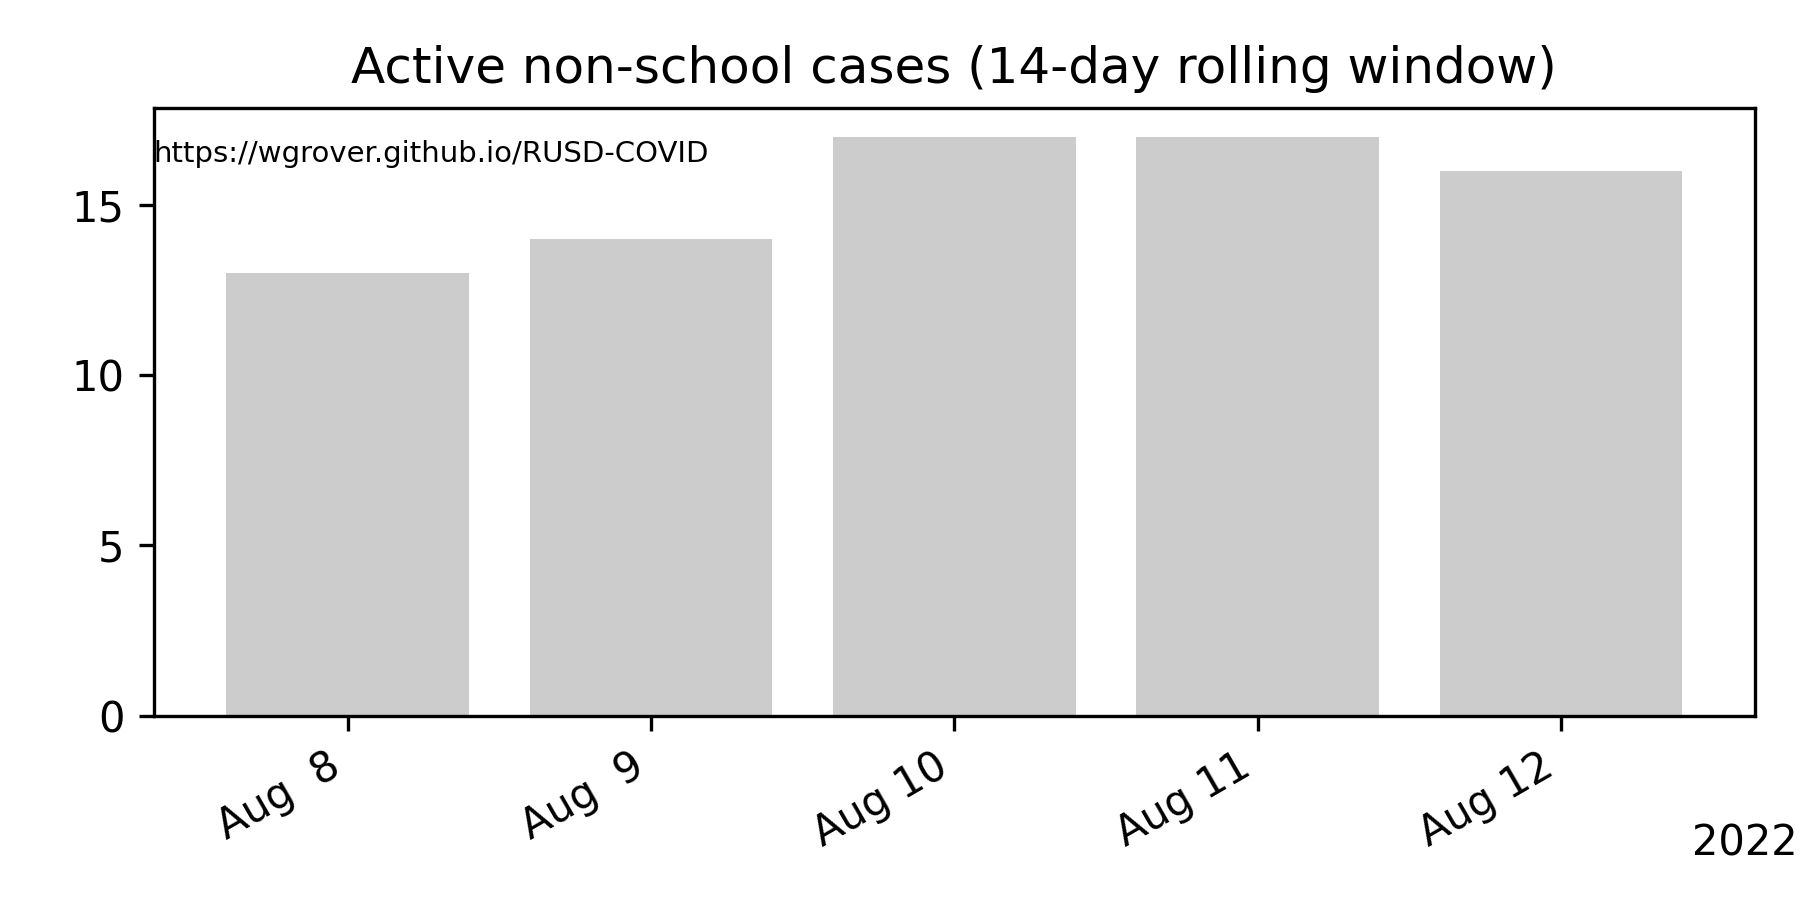 Active non-school cases (14-day rolling window)
https://wgrover.github.io/RUSD-COVID
15
10
5
0
Aug 8
Aug 9
Aug 10
Aug 11
Aug 12
2022